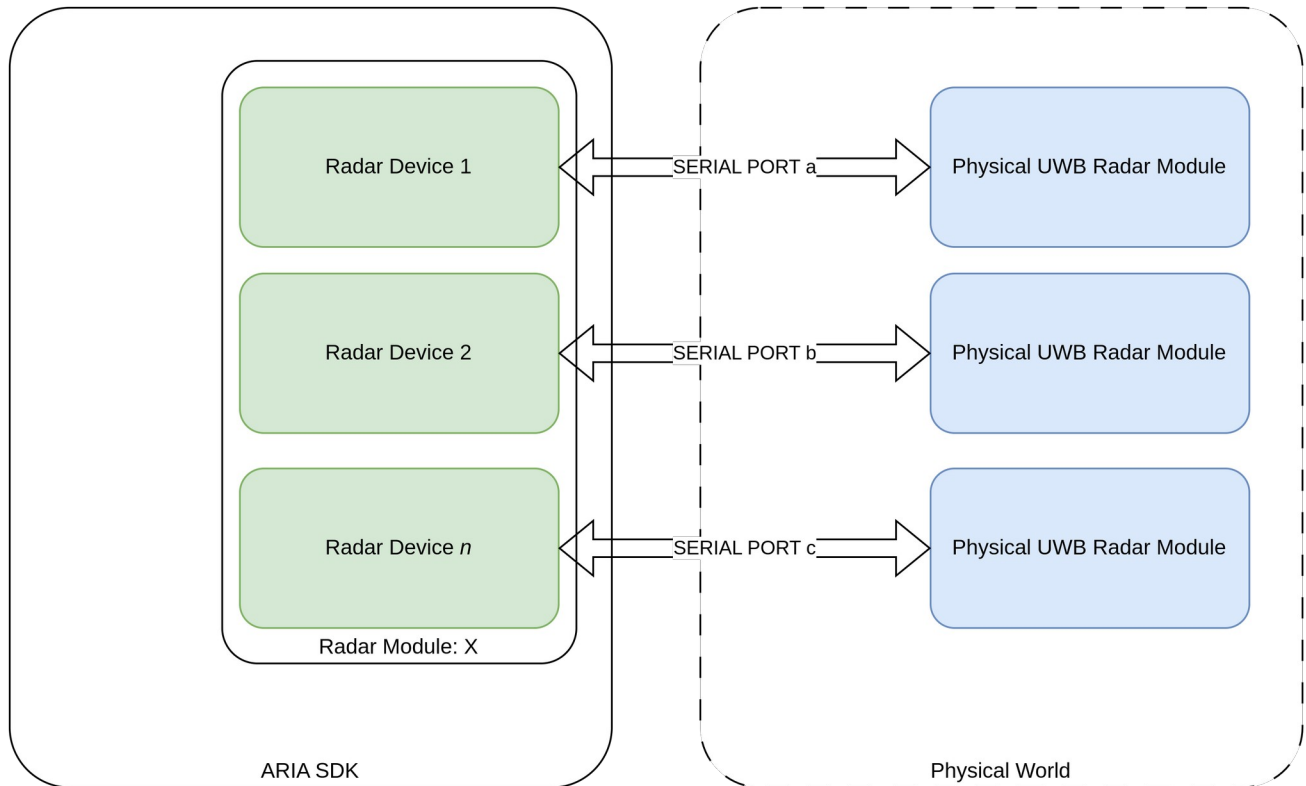 Radar Device 1
SERIAL PORT a
Physical UWB Radar Module
Radar Device 2
SERIAL PORT b
Physical UWB Radar Module
Radar Device n
SERIAL PORT c
Physical UWB Radar Module
Radar Module: X
ARIA SDK
Physical World